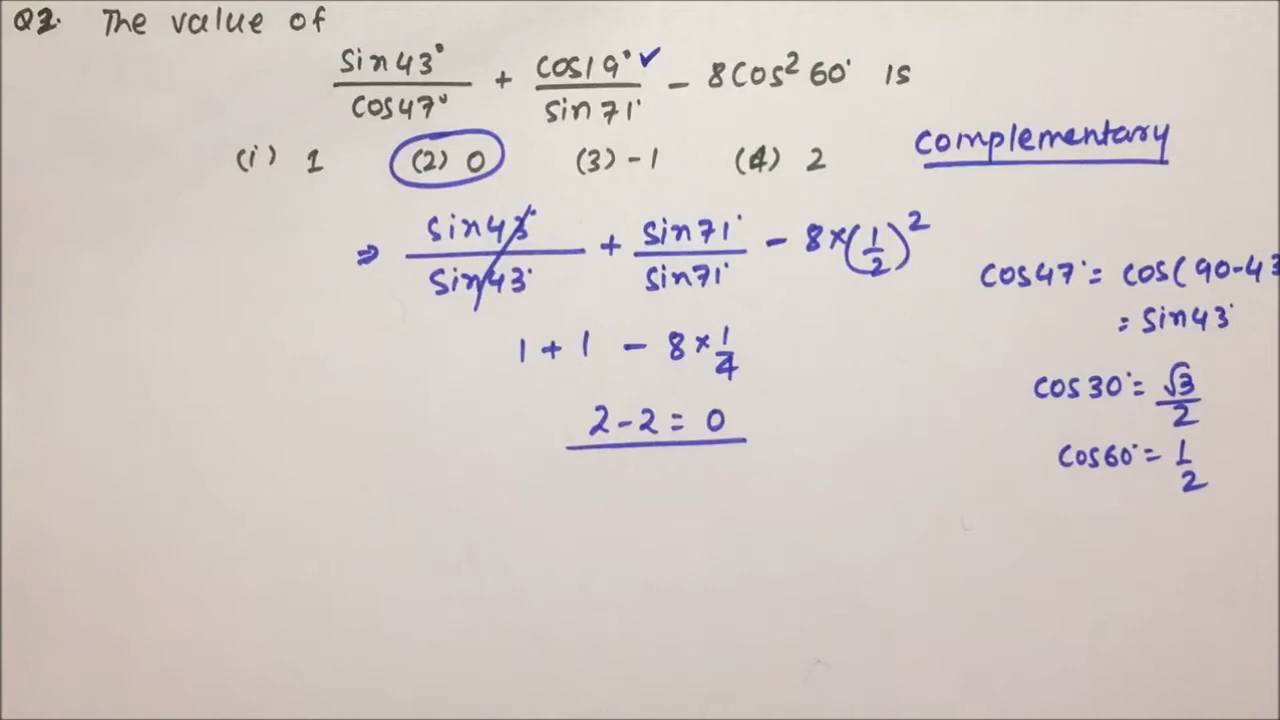 Q2. The value of
sin43° / cos47° + cos19° / sin71° - 8cos² 60° is
(i) 1 (2) 0 (3) -1 (4) 2
complementary
⇒ sin43° / sin43° + sin71° / sin71° - 8×(1/2)²
cos47° = cos(90-43
= sin43°
1 + 1 - 8×1/4
cos30° = √3/2
2-2 = 0
cos60° = 1/2